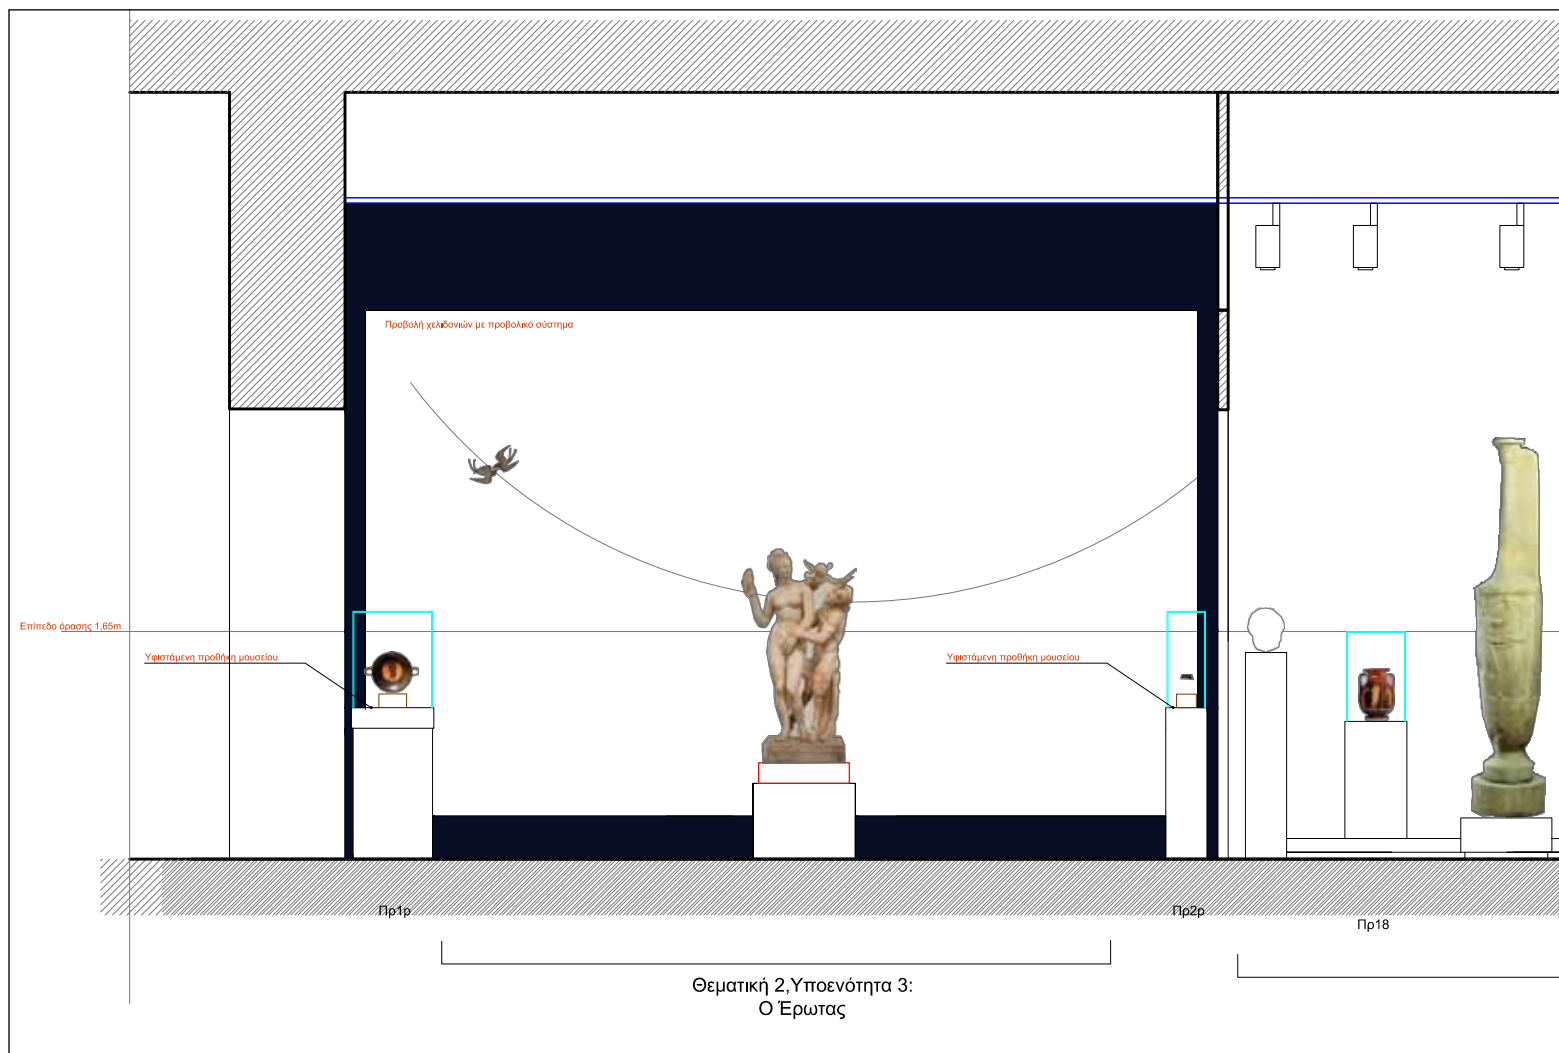 Προβολή χελιδονιών με προβολικό σύστημα
Επίπεδο όρασης 1,65m
Υφιστάμενη προθήκη μουσείου
Υφιστάμενη προθήκη μουσείου
Πρ1ρ
Πρ2ρ
Πρ18
Θεματική 2,Υποενότητα 3:
Ο Έρωτας